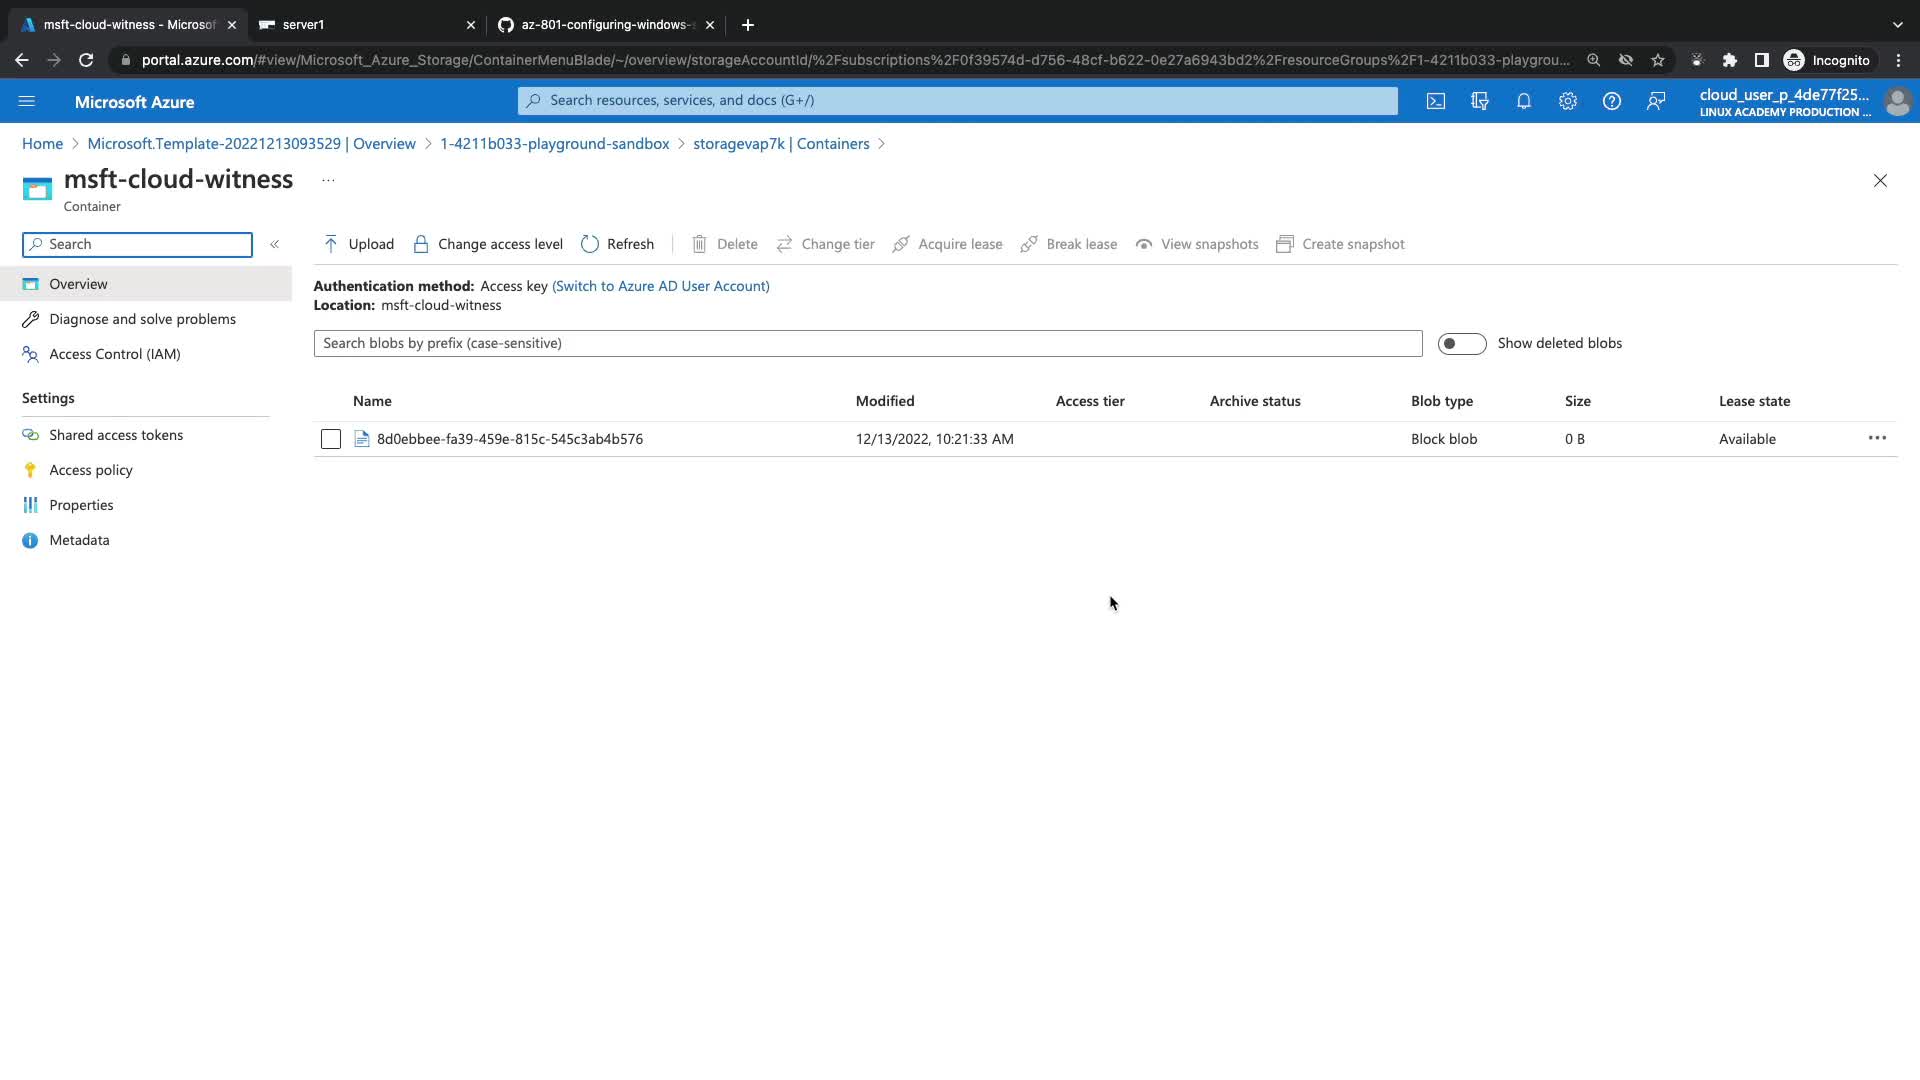 msft-cloud-witness - Microsof
server1
az-801-configuring-windows-s
portal.azure.com/#view/Microsoft_Azure_Storage/ContainerMenuBlade/~/overview/storageAccountId/%2Fsubscriptions%2F0f39574d-d756-48cf-b622-0e27a6943bd2%2FresourceGroups%2F1-4211b033-playgrou...
Incognito
Microsoft Azure
Search resources, services, and docs (G+/)
cloud_user_p_4de77f25...
LINUX ACADEMY PRODUCTION ...
Home > Microsoft.Template-20221213093529 | Overview > 1-4211b033-playground-sandbox > storagevap7k | Containers >
msft-cloud-witness ...
Container
Search
Upload Change access level Refresh Delete Change tier Acquire lease Break lease View snapshots Create snapshot
Overview
Diagnose and solve problems
Access Control (IAM)
Settings
Shared access tokens
Access policy
Properties
Metadata
Authentication method: Access key (Switch to Azure AD User Account)
Location: msft-cloud-witness
Search blobs by prefix (case-sensitive)
Show deleted blobs
Name Modified Access tier Archive status Blob type Size Lease state
8d0ebbee-fa39-459e-815c-545c3ab4b576 12/13/2022, 10:21:33 AM Block blob 0 B Available